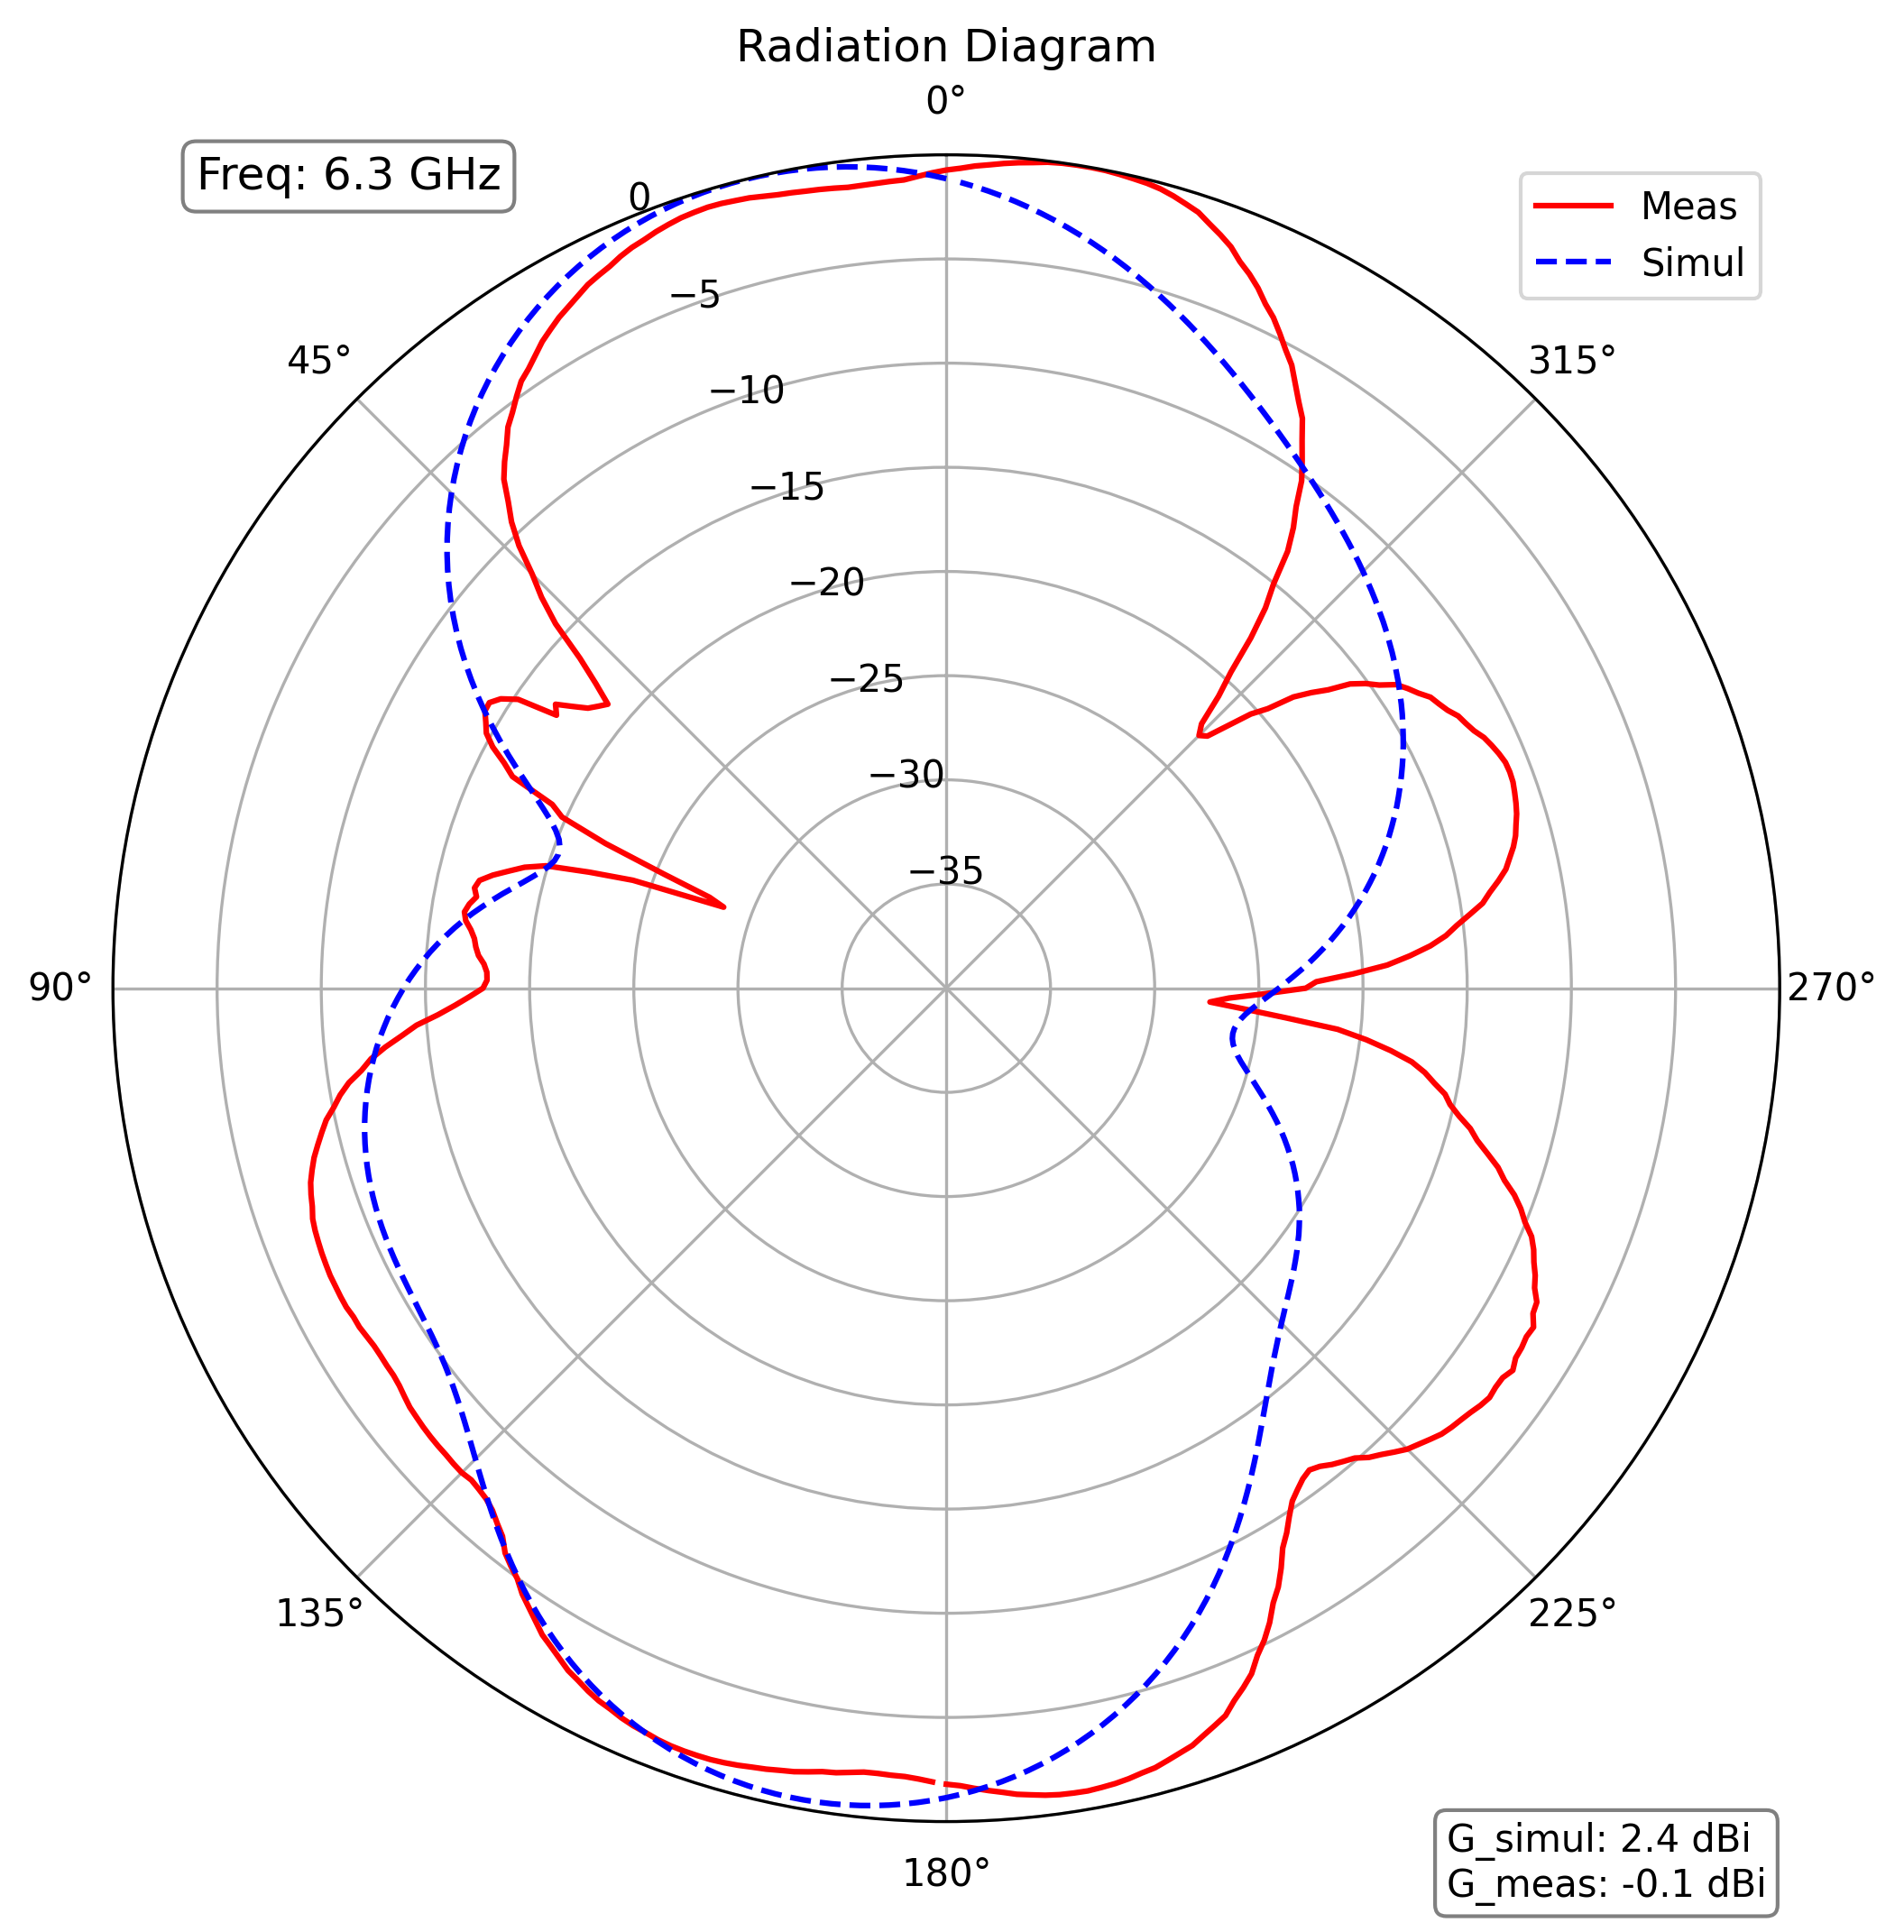 Radiation Diagram
0°
Freq: 6.3 GHz
Meas
Simul
0
−5
−10
−15
−20
−25
−30
−35
45°
315°
90°
270°
135°
225°
180°
G_simul: 2.4 dBi
G_meas: -0.1 dBi